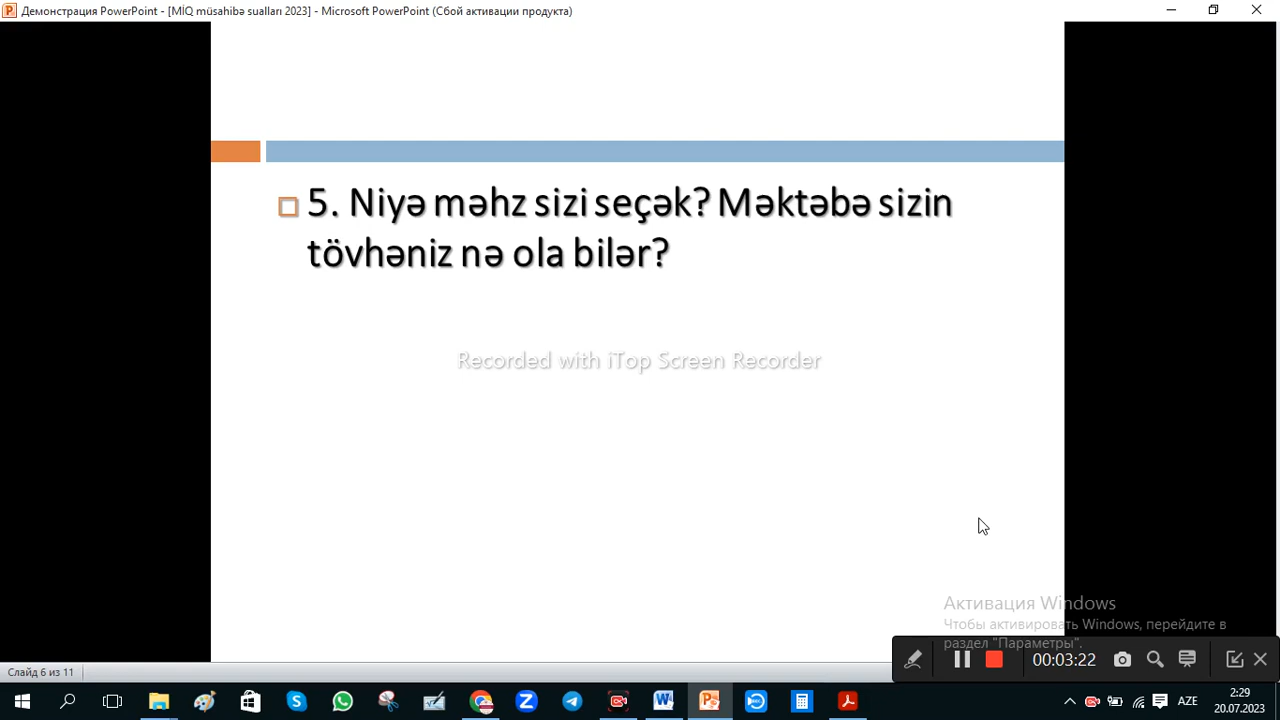 Демонстрация PowerPoint - [MİQ müsahibə sualları 2023] - Microsoft PowerPoint (Сбой активации продукта)
5. Niyə məhz sizi seçək? Məktəbə sizin
tövhəniz nə ola bilər?
Recorded with iTop Screen Recorder
Активация Windows
Чтобы активировать Windows, перейдите в
раздел "Параметры".
00:03:22
Слайд 6 из 11
AZE
2:29
20.07.2023